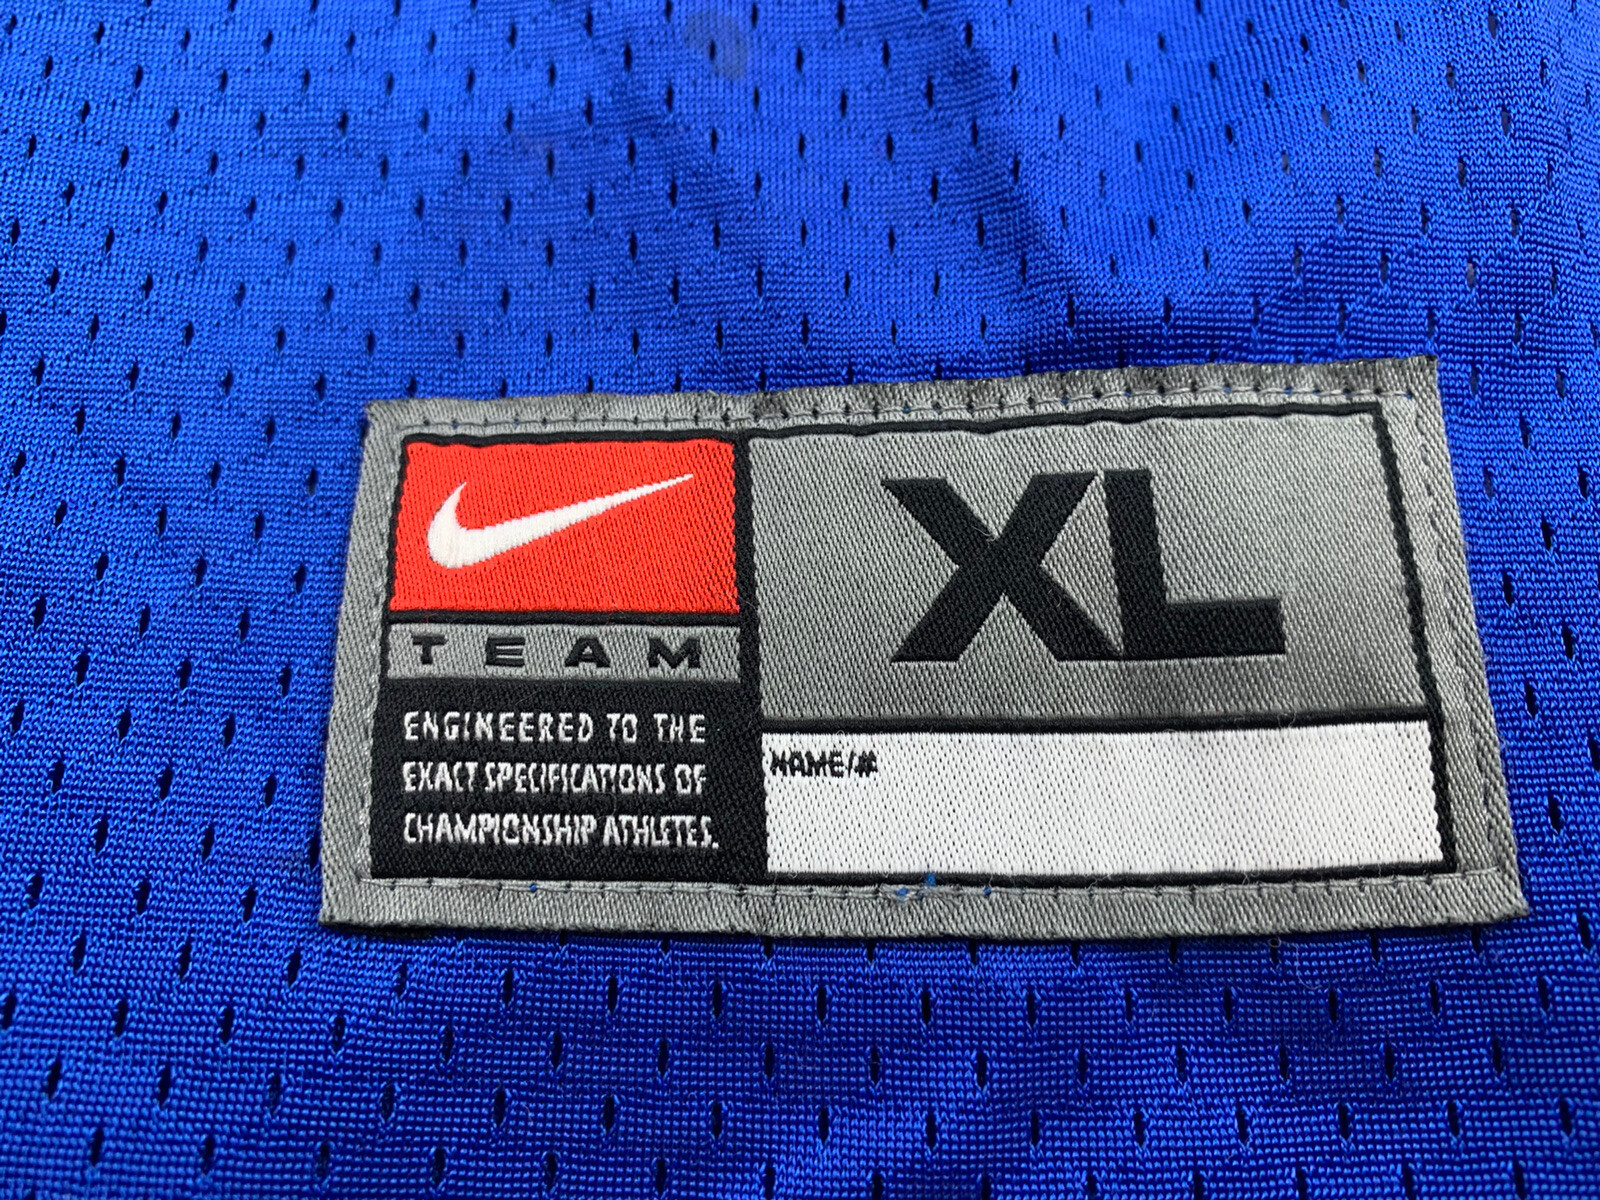 TEAM
ENGINEERED TO THE
EXACT SPECIFICATIONS OF
CHAMPIONSHIP ATHLETES.
XL
NAME/#